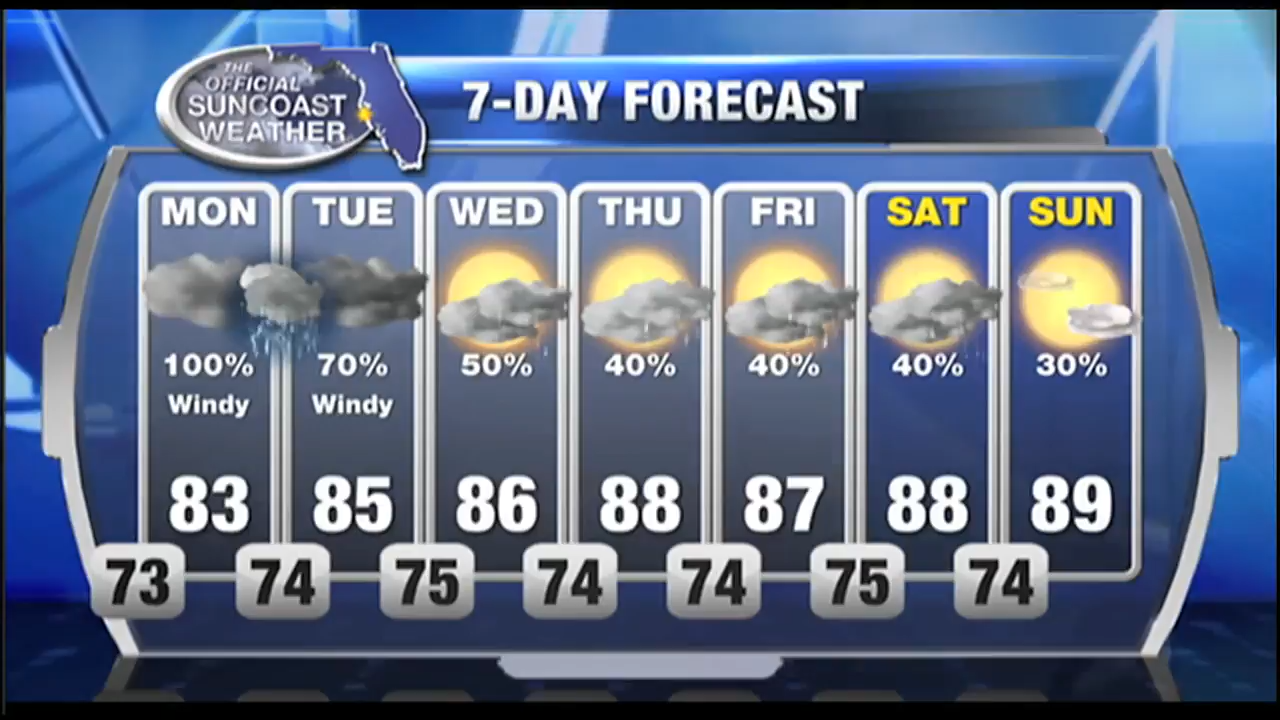 THE
OFFICIAL
SUNCOAST
WEATHER
7-DAY FORECAST
MON TUE WED THU FRI SAT SUN
100% 70% 50% 40% 40% 40% 30%
Windy Windy
83 85 86 88 87 88 89
73 74 75 74 74 75 74